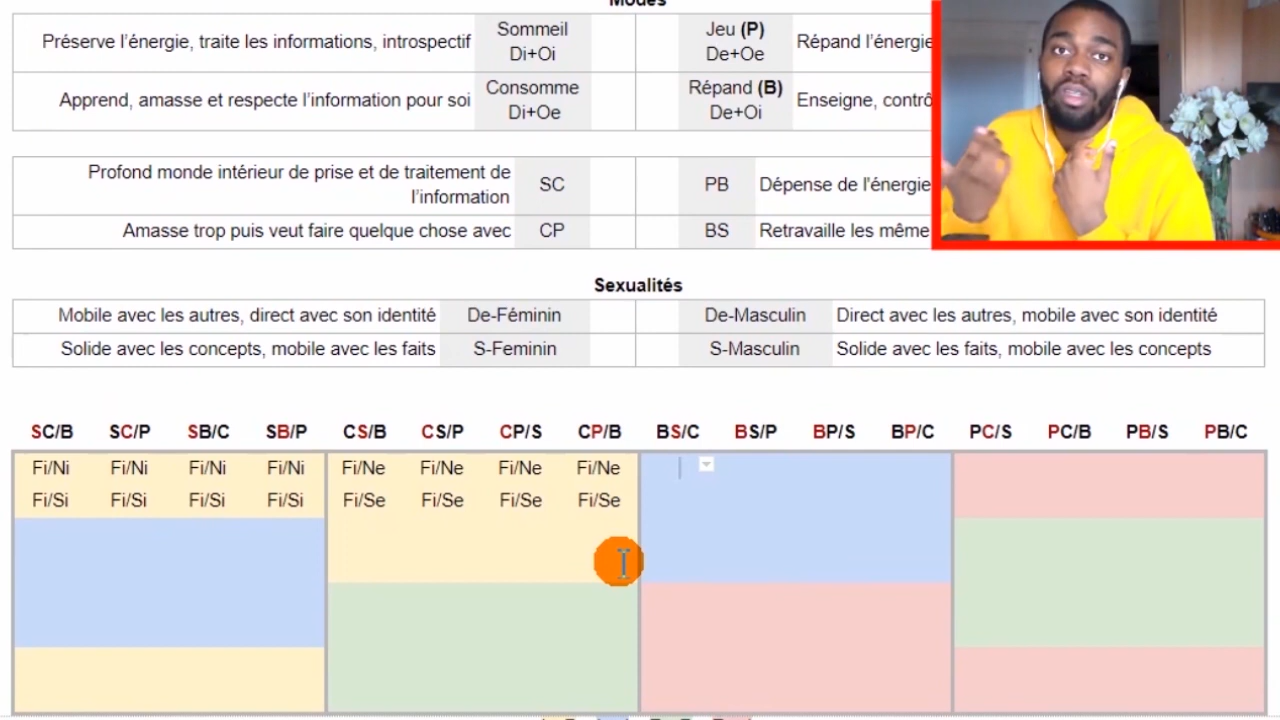 Modes
Préserve l'énergie, traite les informations, introspectif
Sommeil
Di+Oi
Jeu (P)
De+Oe
Répand l'énergie
Apprend, amasse et respecte l'information pour soi
Consomme
Di+Oe
Répand (B)
De+Oi
Enseigne, contrô
Profond monde intérieur de prise et de traitement de
l'information
SC
PB
Dépense de l'énergie
Amasse trop puis veut faire quelque chose avec
CP
BS
Retravaille les même
Sexualités
Mobile avec les autres, direct avec son identité
De-Féminin
De-Masculin
Direct avec les autres, mobile avec son identité
Solide avec les concepts, mobile avec les faits
S-Feminin
S-Masculin
Solide avec les faits, mobile avec les concepts
SC/B SC/P SB/C SB/P CS/B CS/P CP/S CP/B BS/C BS/P BP/S BP/C PC/S PC/B PB/S PB/C
Fi/Ni Fi/Ni Fi/Ni Fi/Ni Fi/Ne Fi/Ne Fi/Ne Fi/Ne
Fi/Si Fi/Si Fi/Si Fi/Si Fi/Se Fi/Se Fi/Se Fi/Se